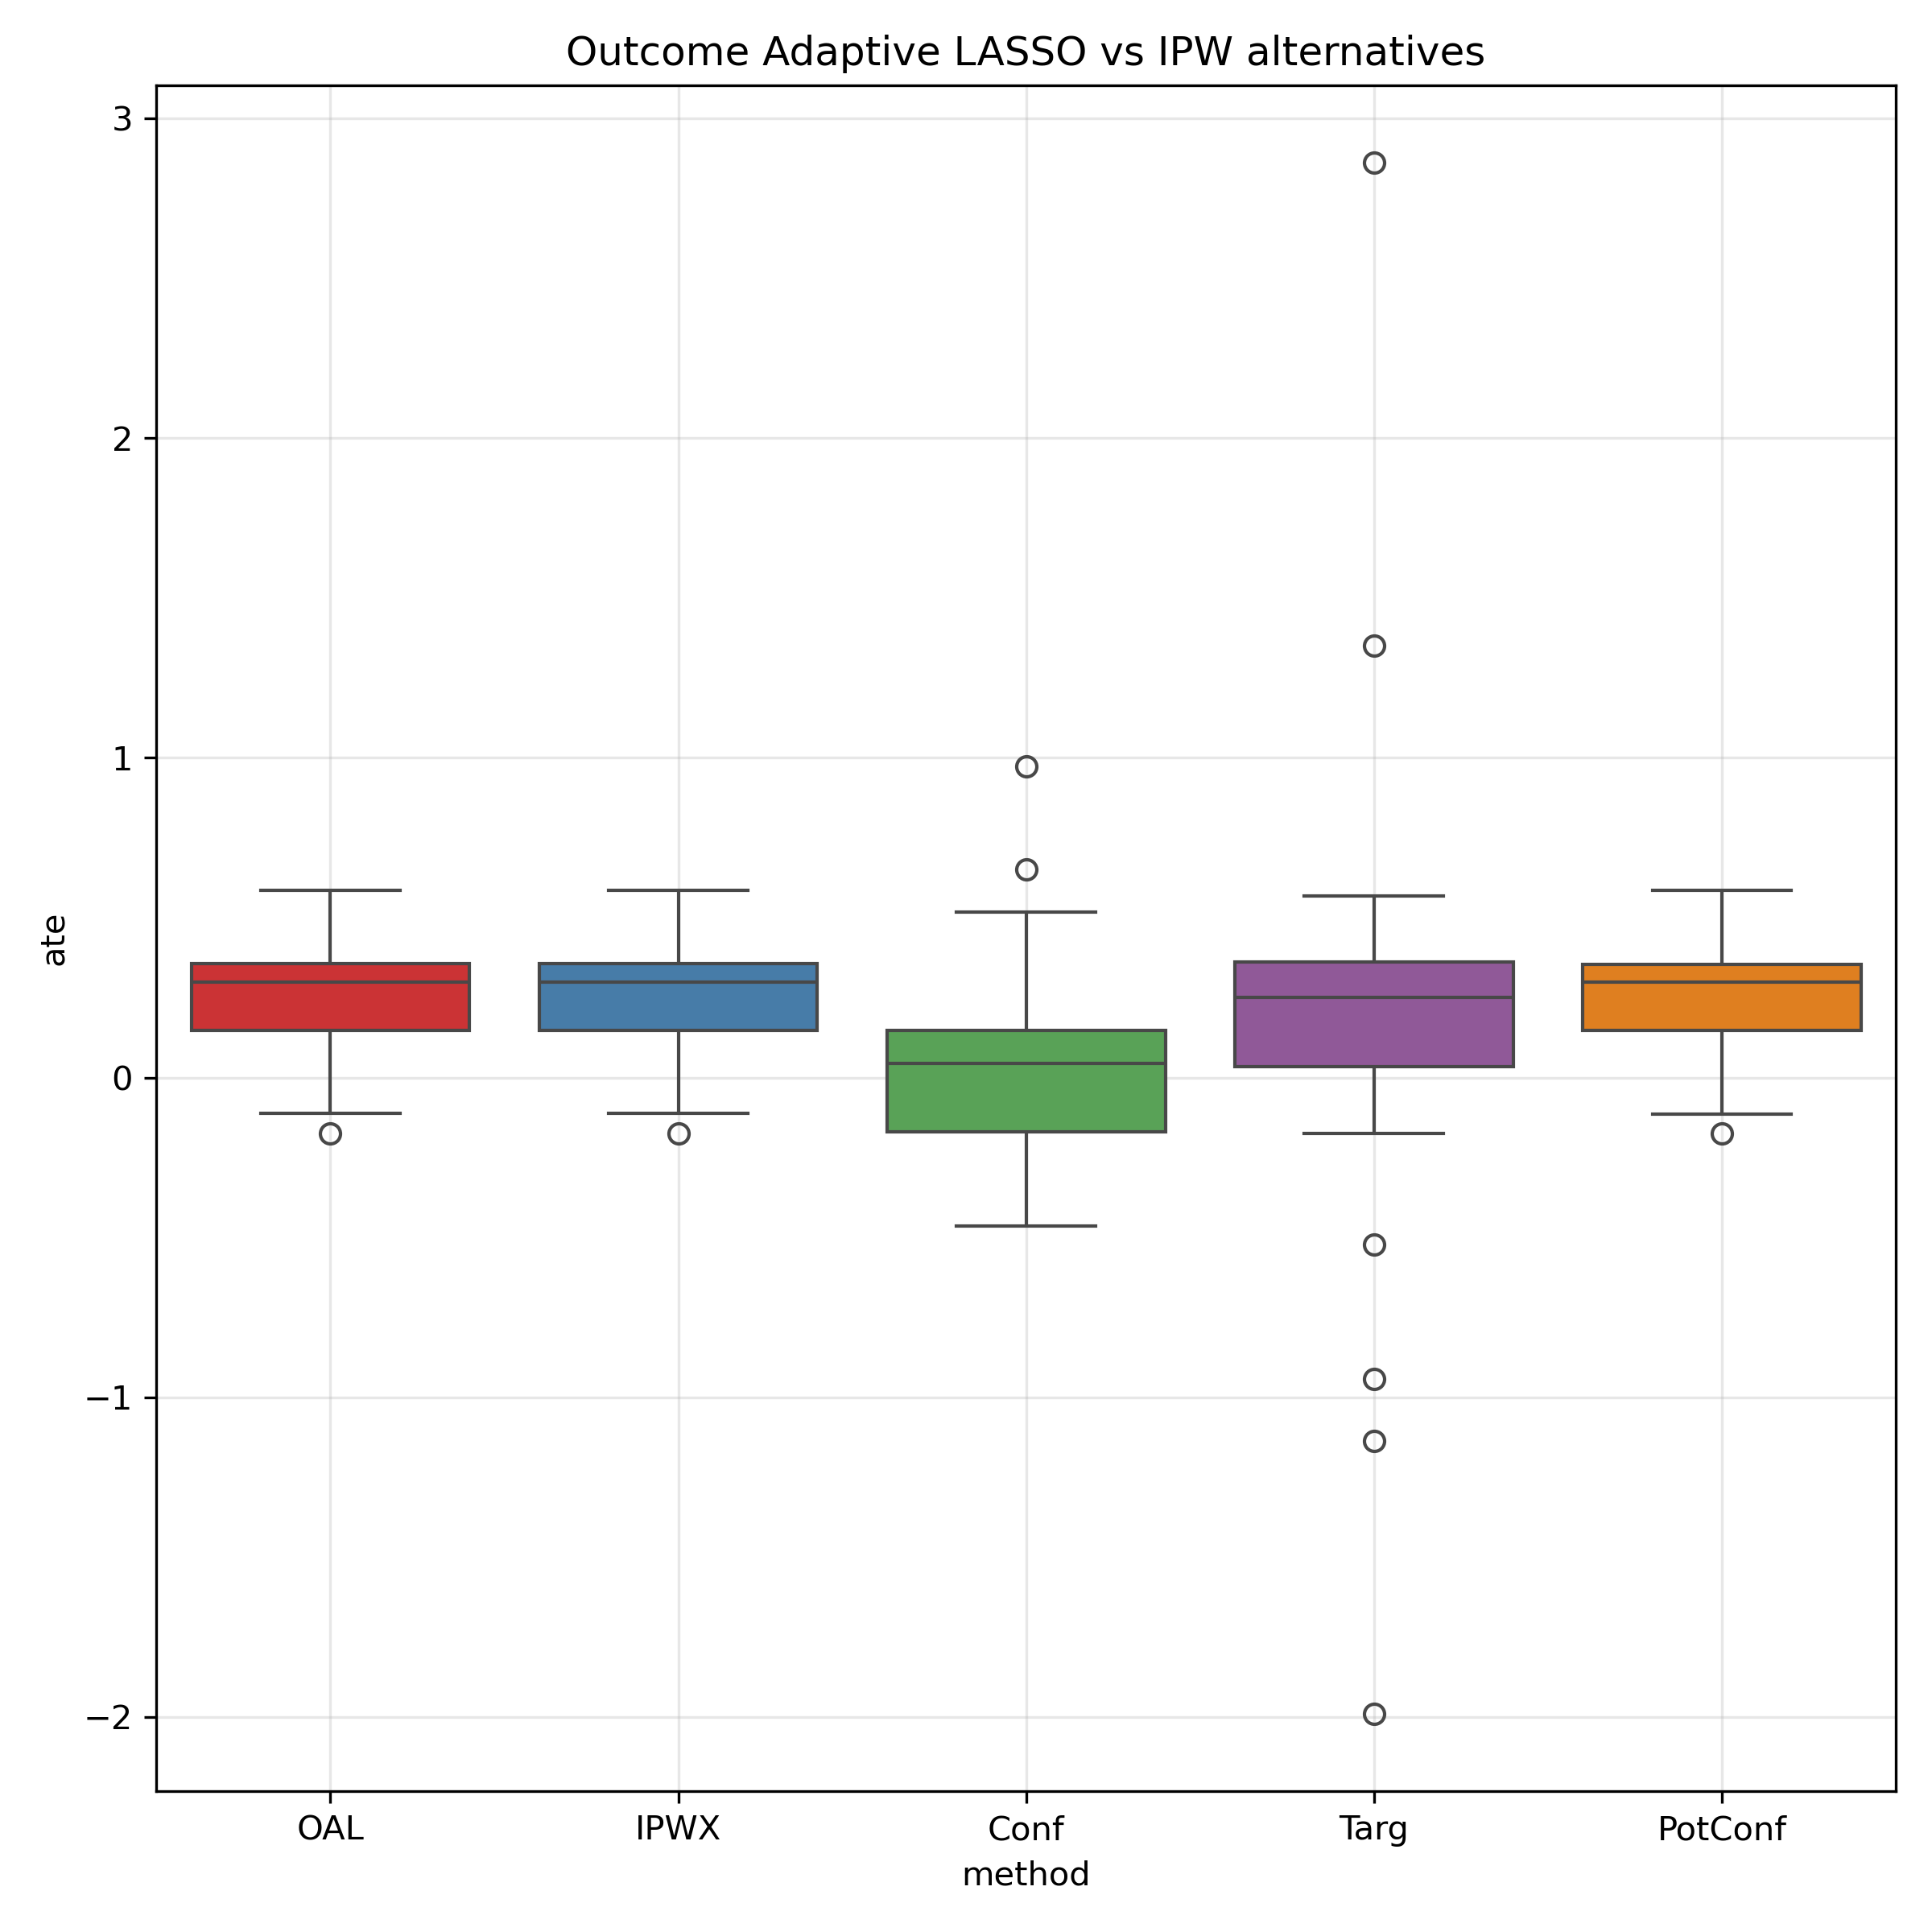 Outcome Adaptive LASSO vs IPW alternatives
3
2
1
0
−1
−2
ate
OAL IPWX Conf Targ PotConf
method